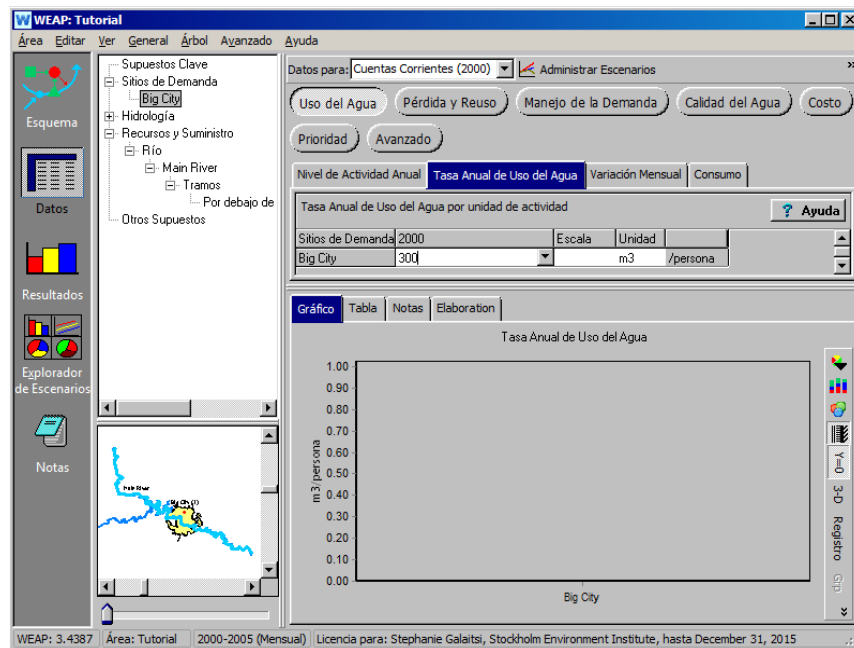 WEAP: Tutorial
Área Editar Ver General Árbol Avanzado Ayuda
Esquema
Datos
Resultados
Explorador
de Escenarios
Notas
Supuestos Clave
Sitios de Demanda
Big City
Hidrología
Recursos y Suministro
Río
Main River
Tramos
Por debajo de
Otros Supuestos
Datos para: Cuentas Corrientes (2000) Administrar Escenarios »
Uso del Agua Pérdida y Reuso Manejo de la Demanda Calidad del Agua Costo
Prioridad Avanzado
Nivel de Actividad Anual Tasa Anual de Uso del Agua Variación Mensual Consumo
Tasa Anual de Uso del Agua por unidad de actividad ? Ayuda
Sitios de Demanda 2000 Escala Unidad
Big City 300 m3 /persona
Gráfico Tabla Notas Elaboration
Tasa Anual de Uso del Agua
m3/persona
1.00
0.90
0.80
0.70
0.60
0.50
0.40
0.30
0.20
0.10
0.00
Big City
Y=0
3-D
Registro
Grp
Main River
Big City (1)
WEAP: 3.4387 Área: Tutorial 2000-2005 (Mensual) Licencia para: Stephanie Galaitsi, Stockholm Environment Institute, hasta December 31, 2015